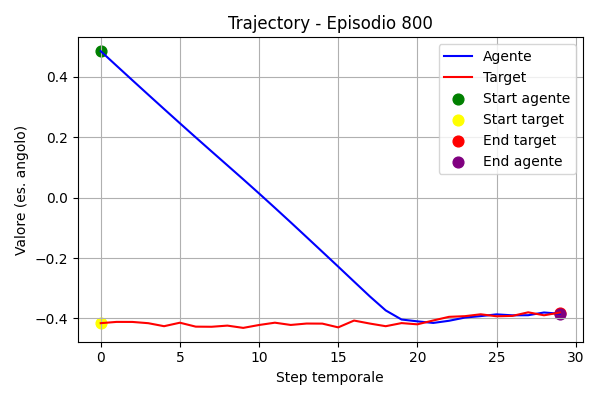 Trajectory - Episodio 800
Valore (es. angolo)
0.4
0.2
0.0
−0.2
−0.4
Agente
Target
Start agente
Start target
End target
End agente
0 5 10 15 20 25 30
Step temporale